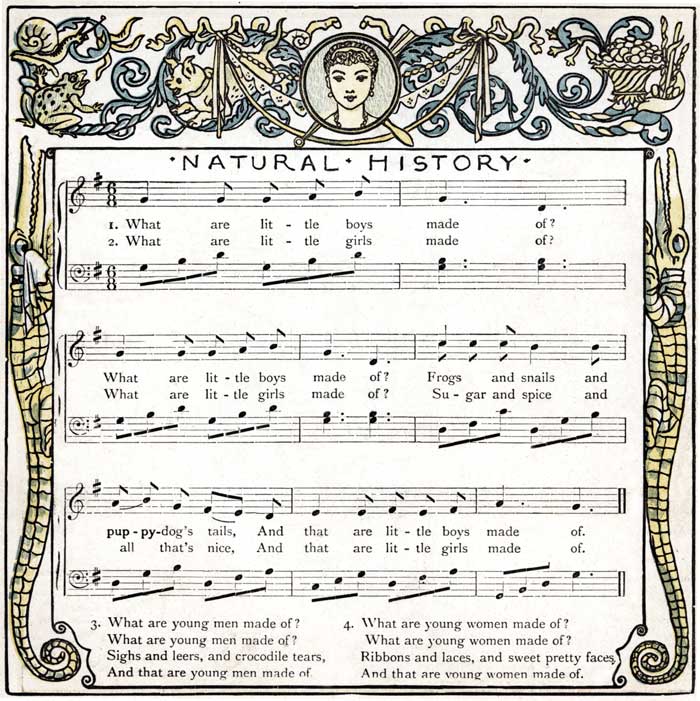 ·NATURAL·HISTORY·
1. What are lit - tle boys made of?
2. What are lit - tle girls made of?
What are lit - tle boys made of? Frogs and snails and
What are lit - tle girls made of? Su - gar and spice and
pup - py-dog's tails, And that are lit - tle boys made of.
all that's nice, And that are lit - tle girls made of.
3. What are young men made of?
What are young men made of?
Sighs and leers, and crocodile tears,
And that are young men made of.
4. What are young women made of?
What are young women made of?
Ribbons and laces, and sweet pretty faces,
And that are young women made of.